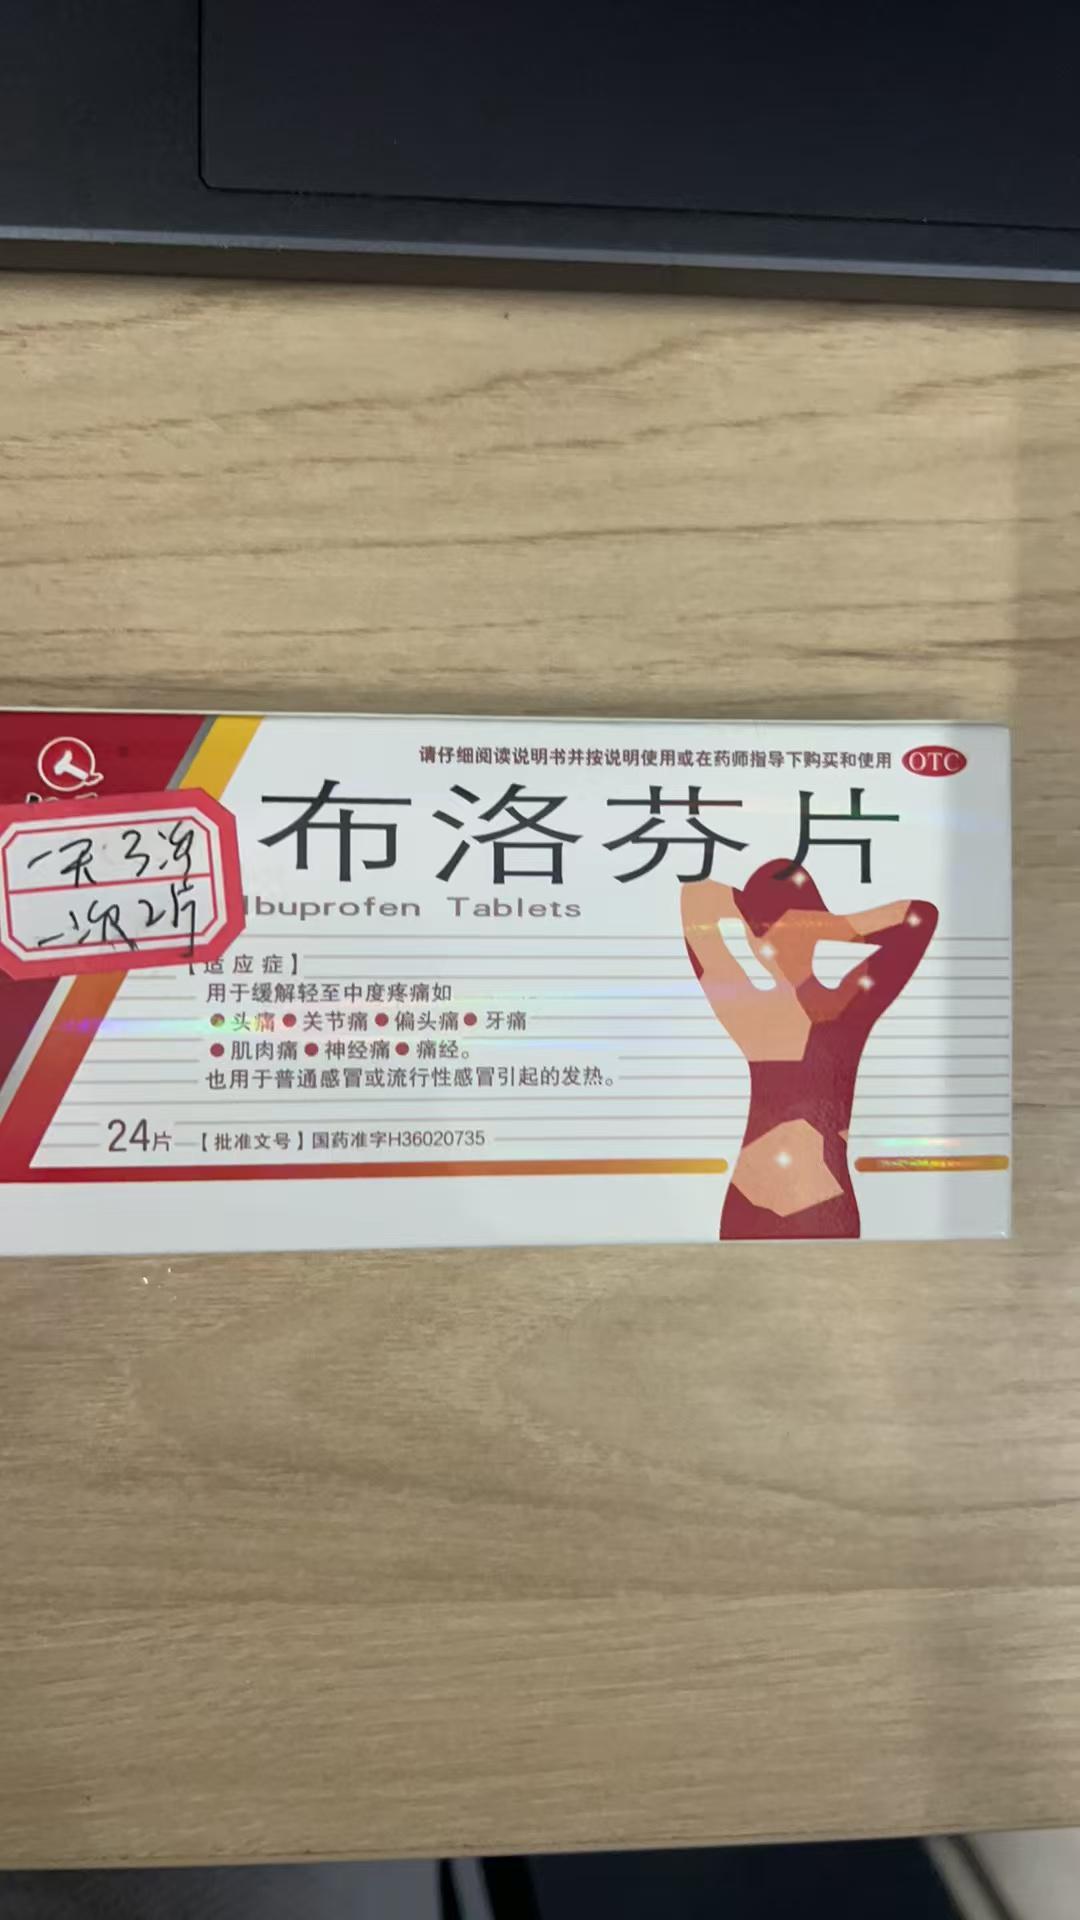 请仔细阅读说明书并按说明使用或在药师指导下购买和使用 OTC
布洛芬片
Ibuprofen Tablets
一天3次
一次2片
【适应症】
用于缓解轻至中度疼痛如
●头痛●关节痛●偏头痛●牙痛
●肌肉痛●神经痛●痛经。
也用于普通感冒或流行性感冒引起的发热。
24片 【批准文号】国药准字H36020735